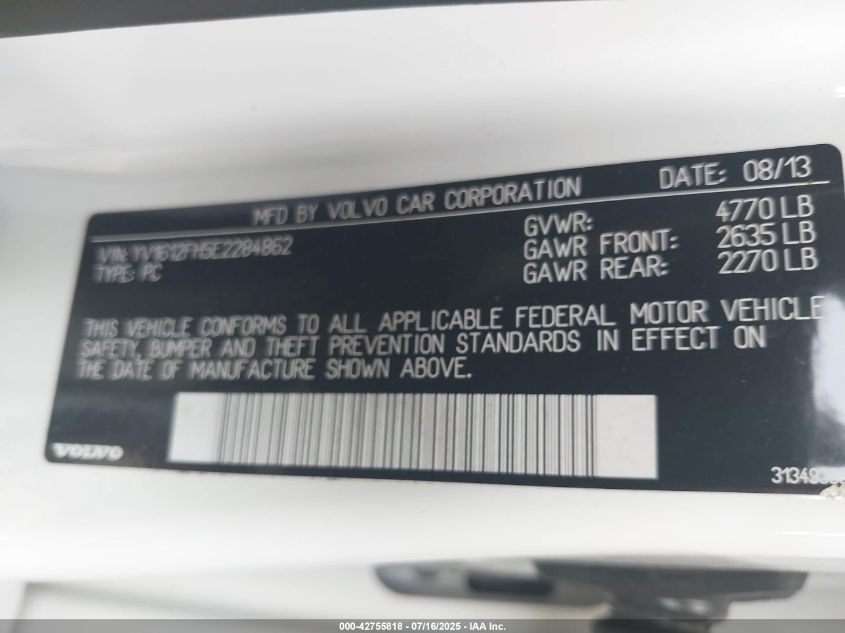 MFD BY VOLVO CAR CORPORATION DATE: 08/13
VIN: YV1612FH5E2284862
TYPE: PC
GVWR: 4770 LB
GAWR FRONT: 2635 LB
GAWR REAR: 2270 LB
THIS VEHICLE CONFORMS TO ALL APPLICABLE FEDERAL MOTOR VEHICLE
SAFETY, BUMPER AND THEFT PREVENTION STANDARDS IN EFFECT ON
THE DATE OF MANUFACTURE SHOWN ABOVE.
VOLVO
000-42755818 - 07/16/2025 - IAA Inc.